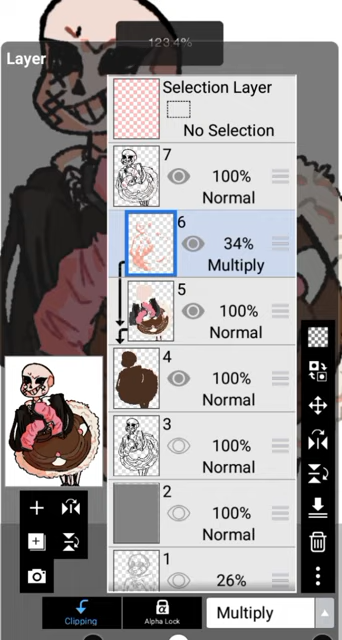 123.4%
Layer
Selection Layer
No Selection
7
100%
Normal
6
34%
Multiply
5
100%
Normal
4
100%
Normal
3
100%
Normal
2
100%
Normal
1
26%
Clipping
α
Alpha Lock
Multiply